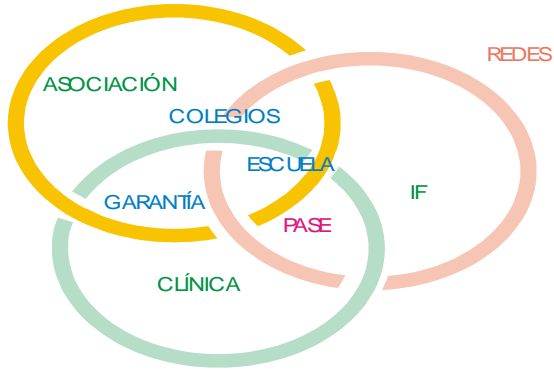 REDES
ASOCIACIÓN
COLEGIOS
ESCUELA
IF
GARANTÍA
PASE
CLÍNICA